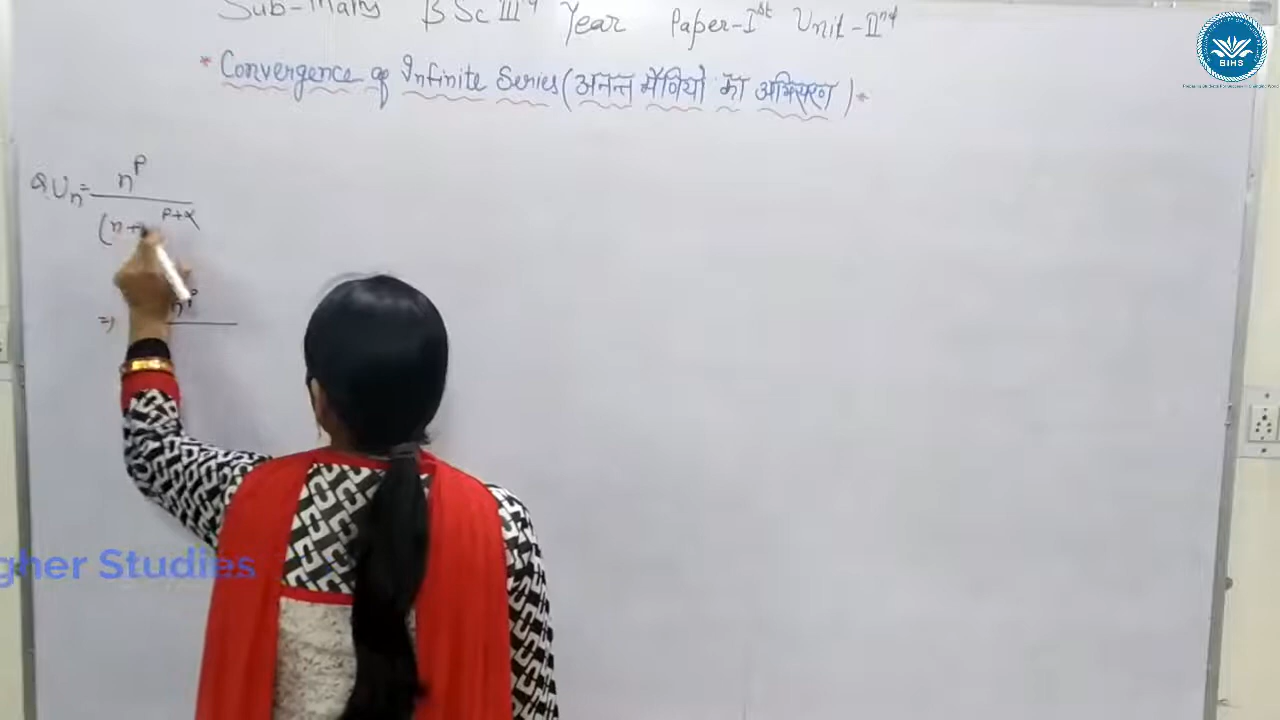 Sub-Maths BSc III Year Paper-Ist Unit-IInd
BIHS
* Convergence of Infinite Series (अनन्त श्रेणियों का अभिसरण) *
Q. Un = n^p
(n+ p+α
=> n^p
gher Studies